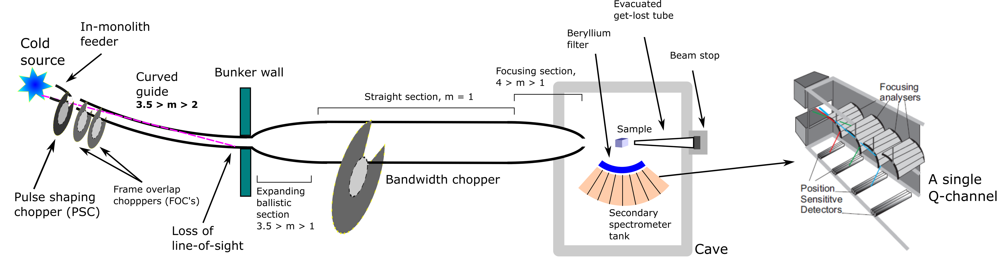 Cold
source
In-monolith
feeder
Curved
guide
3.5 > m > 2
Bunker wall
Pulse shaping
chopper (PSC)
Frame overlap
chopppers (FOC's)
Loss of
line-of-sight
Expanding
ballistic
section
3.5 > m > 1
Straight section, m = 1
Bandwidth chopper
Focusing section,
4 > m > 1
Beryllium
filter
Evacuated
get-lost tube
Beam stop
Sample
Secondary
spectrometer
tank
Cave
Focusing
analysers
Position
Sensititve
Detectors
A single
Q-channel